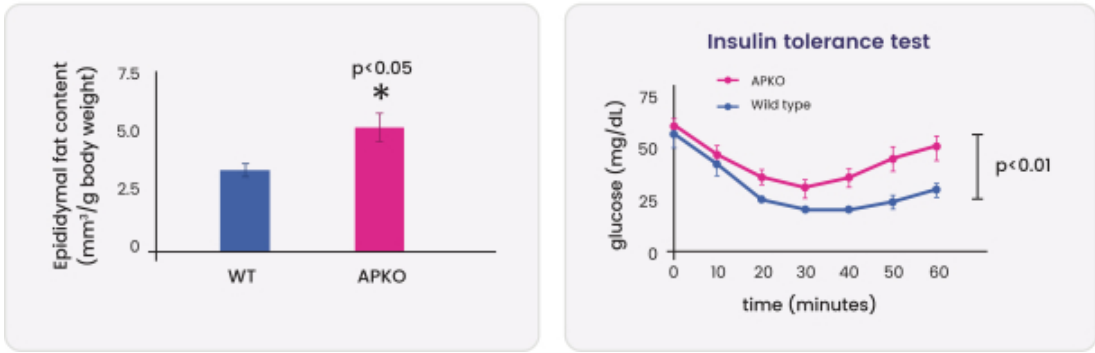 Epididymal fat content
(mm³/g body weight)
7.5
5.0
2.5
0
p<0.05
*
WT
APKO
Insulin tolerance test
APKO
Wild type
glucose (mg/dL)
75
50
25
0
0 10 20 30 40 50 60
time (minutes)
p<0.01